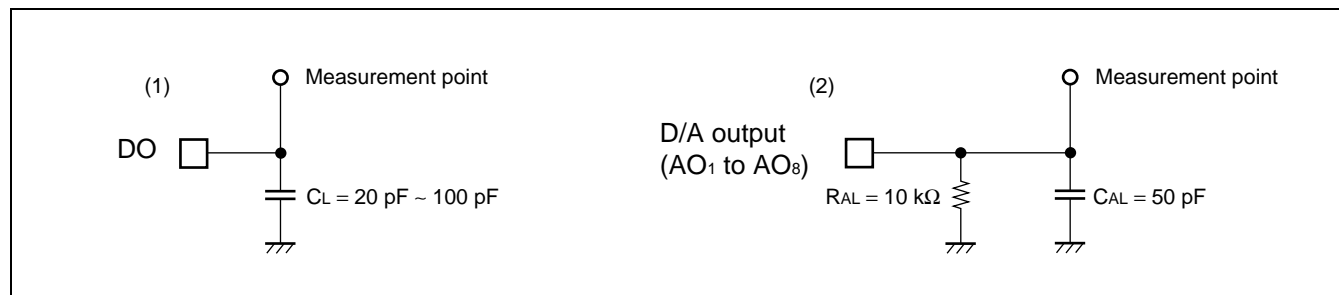 (1)
Measurement point
DO
CL = 20 pF ~ 100 pF
(2)
Measurement point
D/A output
(AO1 to AO8)
RAL = 10 kΩ
CAL = 50 pF